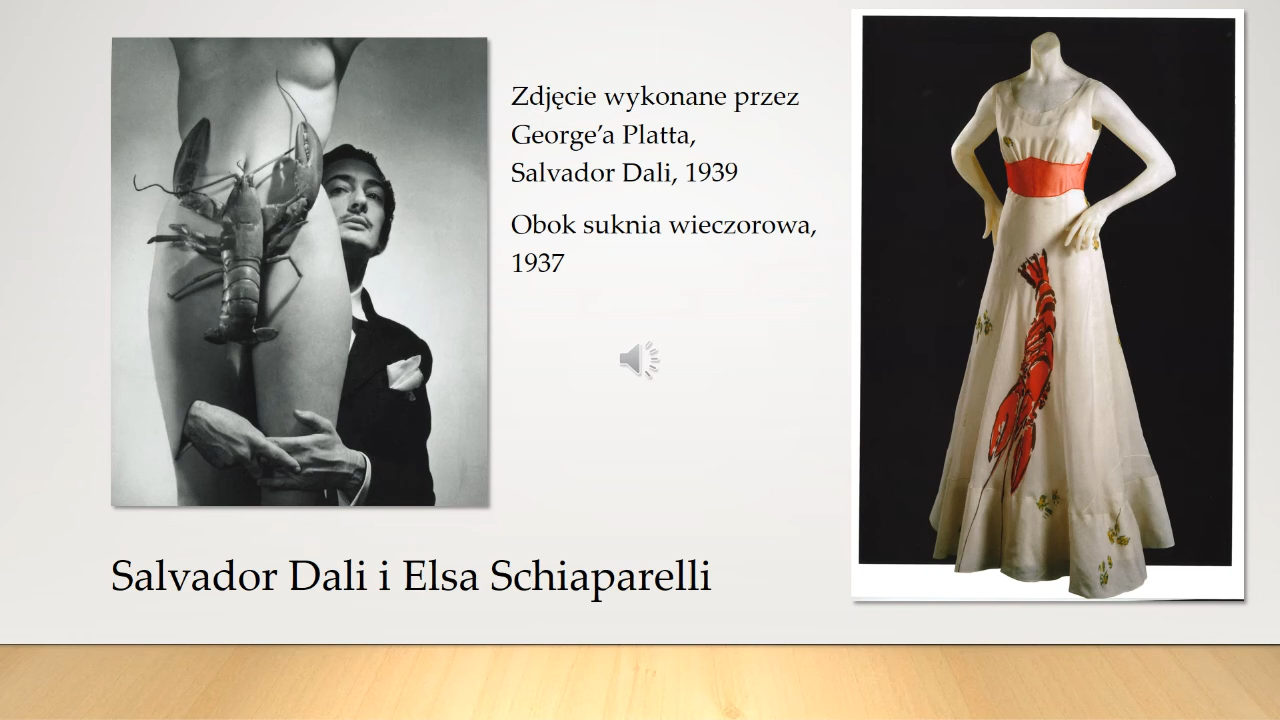 Zdjęcie wykonane przez
George’a Platta,
Salvador Dali, 1939
Obok suknia wieczorowa,
1937
Salvador Dali i Elsa Schiaparelli